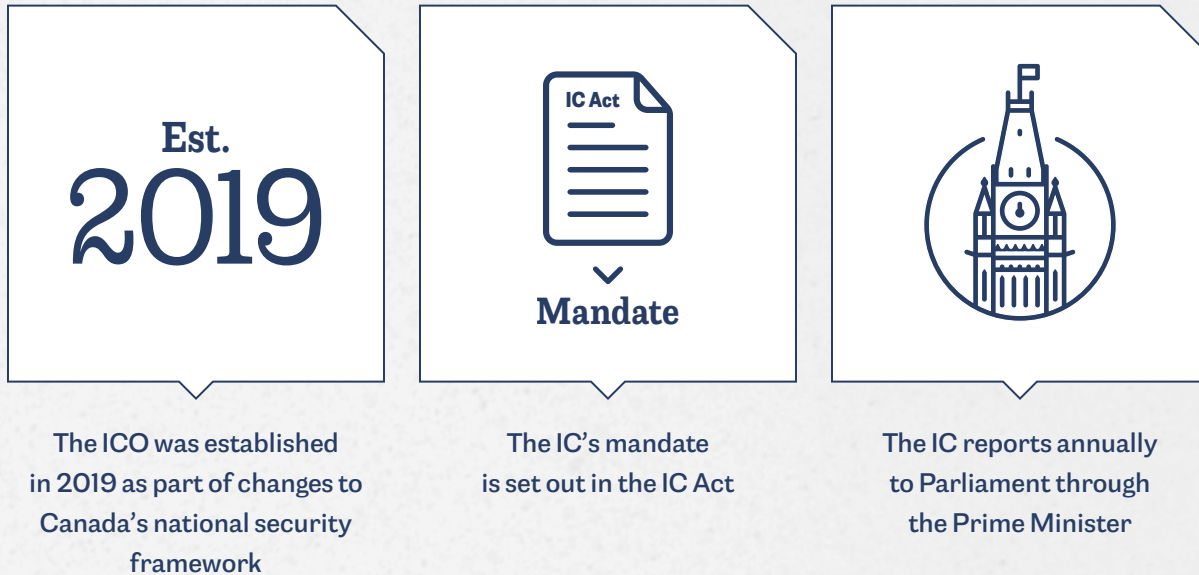 Est.
2019
The ICO was established
in 2019 as part of changes to
Canada’s national security
framework
IC Act
Mandate
The IC’s mandate
is set out in the IC Act
The IC reports annually
to Parliament through
the Prime Minister